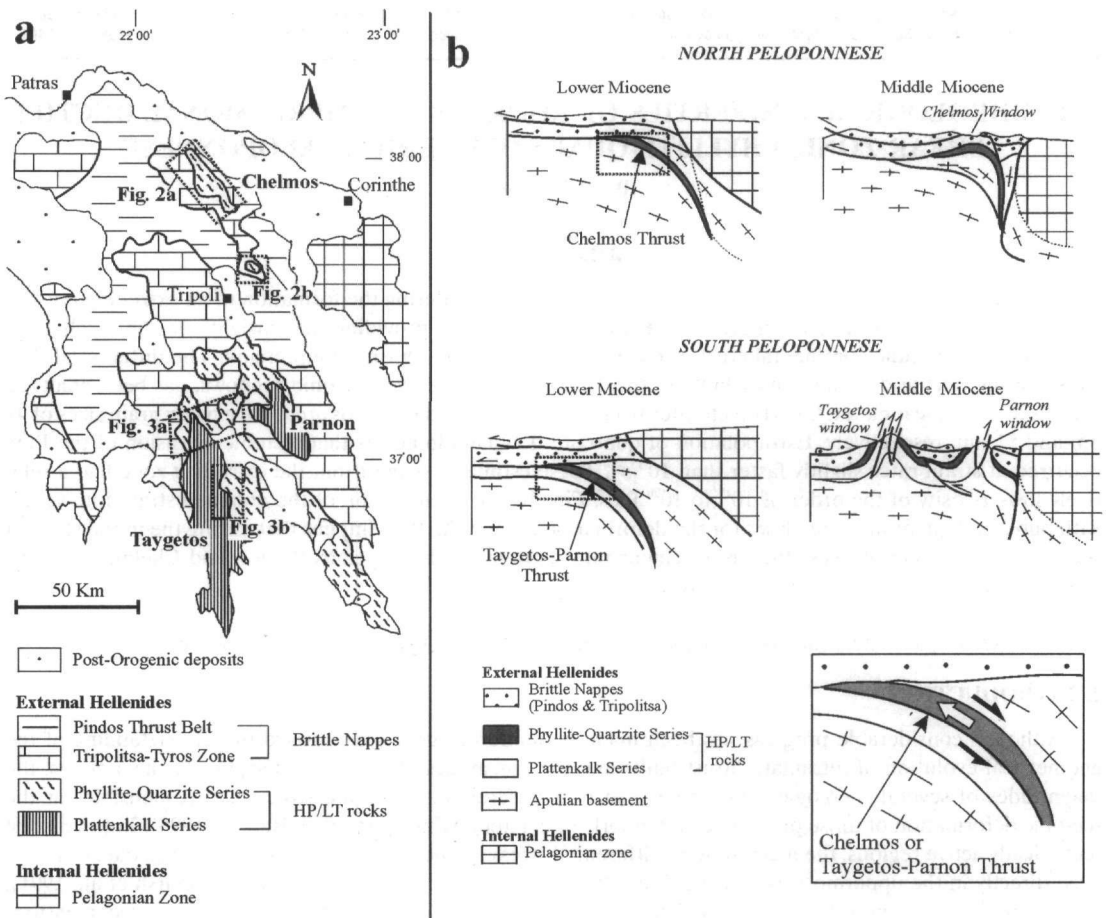 a
22°00'
23°00'
Patras
N
38°00
Chelmos
Fig. 2a
Corinthe
Fig. 2b
Tripoli
Fig. 3a
Parnon
37°00
Fig. 3b
Taygetos
50 Km
Post-Orogenic deposits
External Hellenides
Pindos Thrust Belt
Brittle Nappes
Tripolitsa-Tyros Zone
Phyllite-Quarzite Series
HP/LT rocks
Plattenkalk Series
Internal Hellenides
Pelagonian Zone
b
NORTH PELOPONNESE
Lower Miocene
Middle Miocene
Chelmos Window
Chelmos Thrust
SOUTH PELOPONNESE
Lower Miocene
Middle Miocene
Taygetos
window
Parnon
window
Taygetos-Parnon
Thrust
External Hellenides
Brittle Nappes
(Pindos & Tripolitsa)
Phyllite-Quartzite Series
HP/LT
rocks
Plattenkalk Series
Apulian basement
Internal Hellenides
Pelagonian zone
Chelmos or
Taygetos-Parnon Thrust